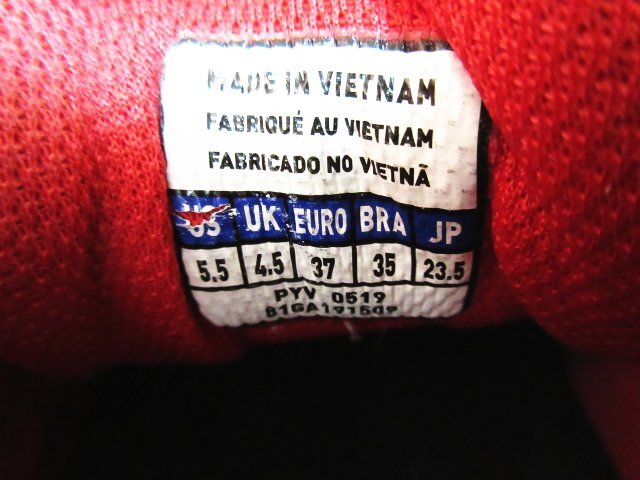 MADE IN VIETNAM
FABRIQUÉ AU VIETNAM
FABRICADO NO VIETNÃ
US UK EURO BRA JP
5.5 4.5 37 35 23.5
PYV 0519
81GA191509